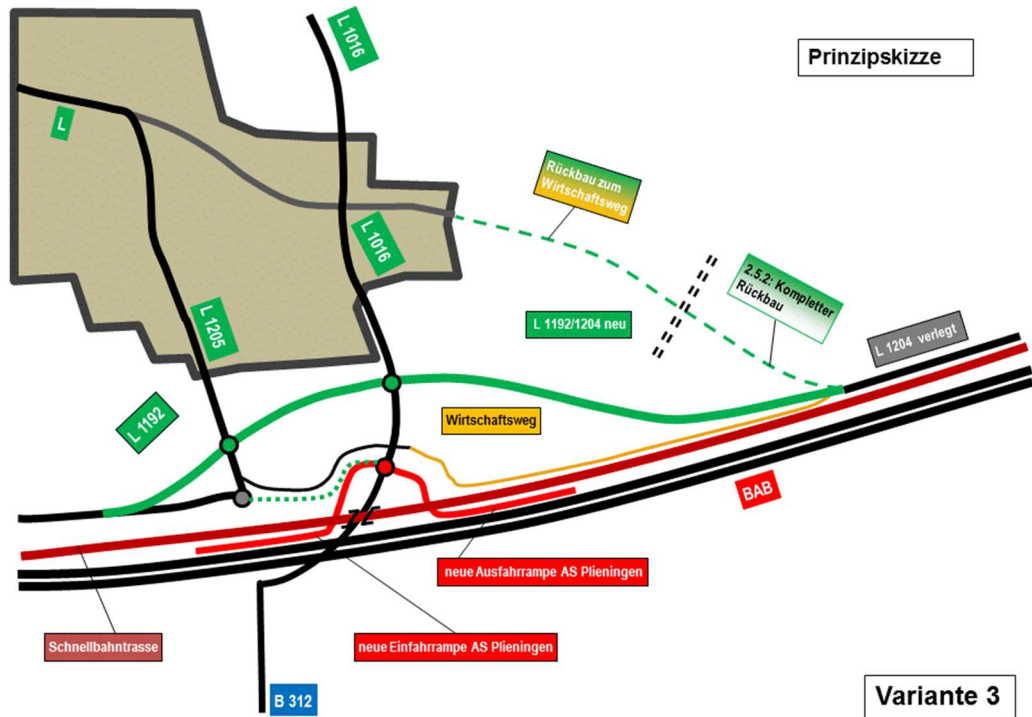 L 1016
Prinzipskizze
L
Rückbau zum
Wirtschaftsweg
L 1016
2.5.2: Kompletter
Rückbau
L 1205
L 1192/1204 neu
L 1204 verlegt
L 1192
Wirtschaftsweg
BAB
neue Ausfahrrampe AS Plieningen
Schnellbahntrasse
neue Einfahrrampe AS Plieningen
B 312
Variante 3